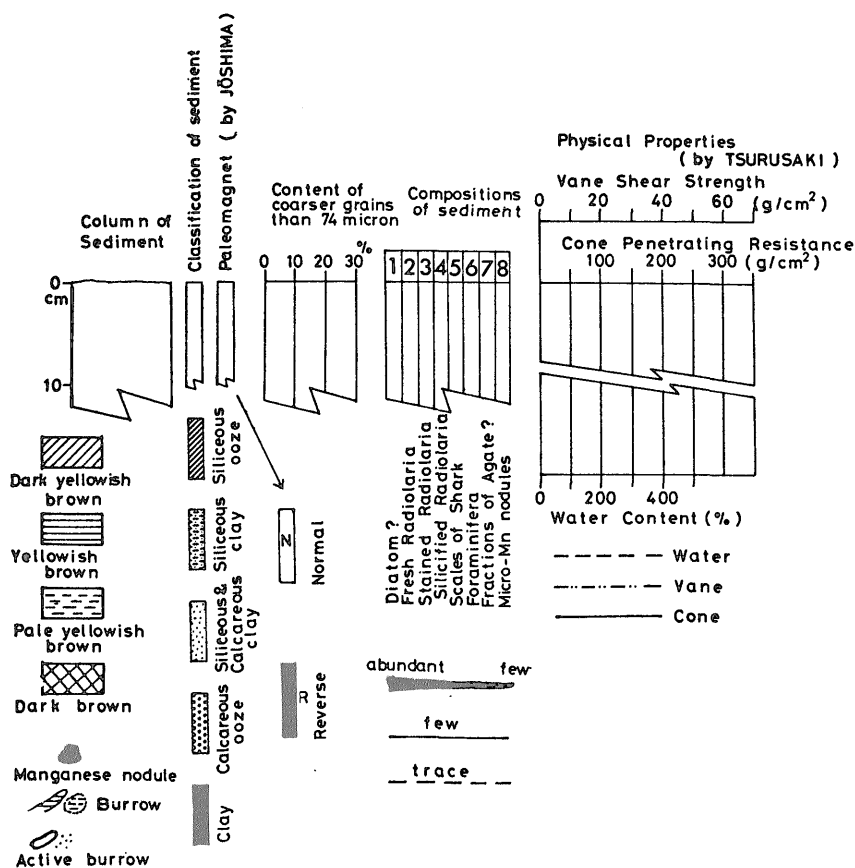 Column of
Sediment
Classification of sediment
Paleomagnet ( by JŌSHIMA)
Content of
coarser grains
than 74 micron
%
0 10 20 30
Compositions
of sediment
1 2 3 4 5 6 7 8
Physical Properties
( by TSURUSAKI )
Vane Shear Strength
0 20 40 60 (g/cm²)
Cone Penetrating Resistance
100 200 300 (g/cm²)
0
cm
10
Dark yellowish
brown
Yellowish
brown
Pale yellowish
brown
Dark brown
Manganese nodule
Burrow
Active burrow
Siliceous
ooze
Siliceous clay
Siliceous &
Calcareous
clay
Calcareous
ooze
Clay
N
Normal
R
Reverse
Diatom?
Fresh Radiolaria
Stained Radiolaria
Silicified Radiolaria
Scales of Shark
Foraminifera
Fractions of Agate?
Micro-Mn nodules
abundant few
few
trace
0 200 400
Water Content (%)
Water
Vane
Cone